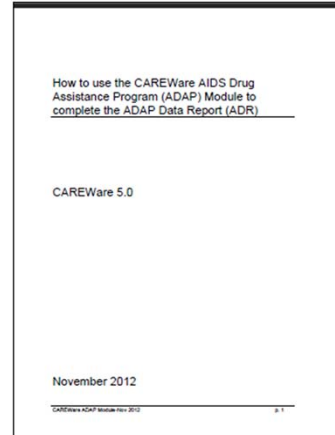 How to use the CAREWare AIDS Drug
Assistance Program (ADAP) Module to
complete the ADAP Data Report (ADR)
CAREWare 5.0
November 2012
CAREWare ADAP Module-Nov 2012 p. 1